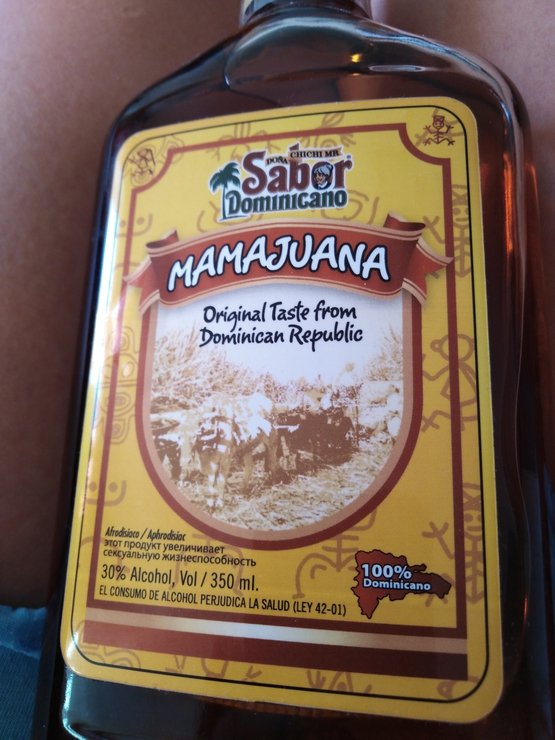 DOÑA CHICHI MR
Sabor
DOMINICANO
MAMAJUANA
Original Taste from
Dominican Republic
Afrodisiaco / Aphrodisiac
этот продукт увеличивает
сексуальную жизнеспособность
30% Alcohol, Vol / 350 ml.
EL CONSUMO DE ALCOHOL PERJUDICA LA SALUD (LEY 42-01)
100%
Dominicano